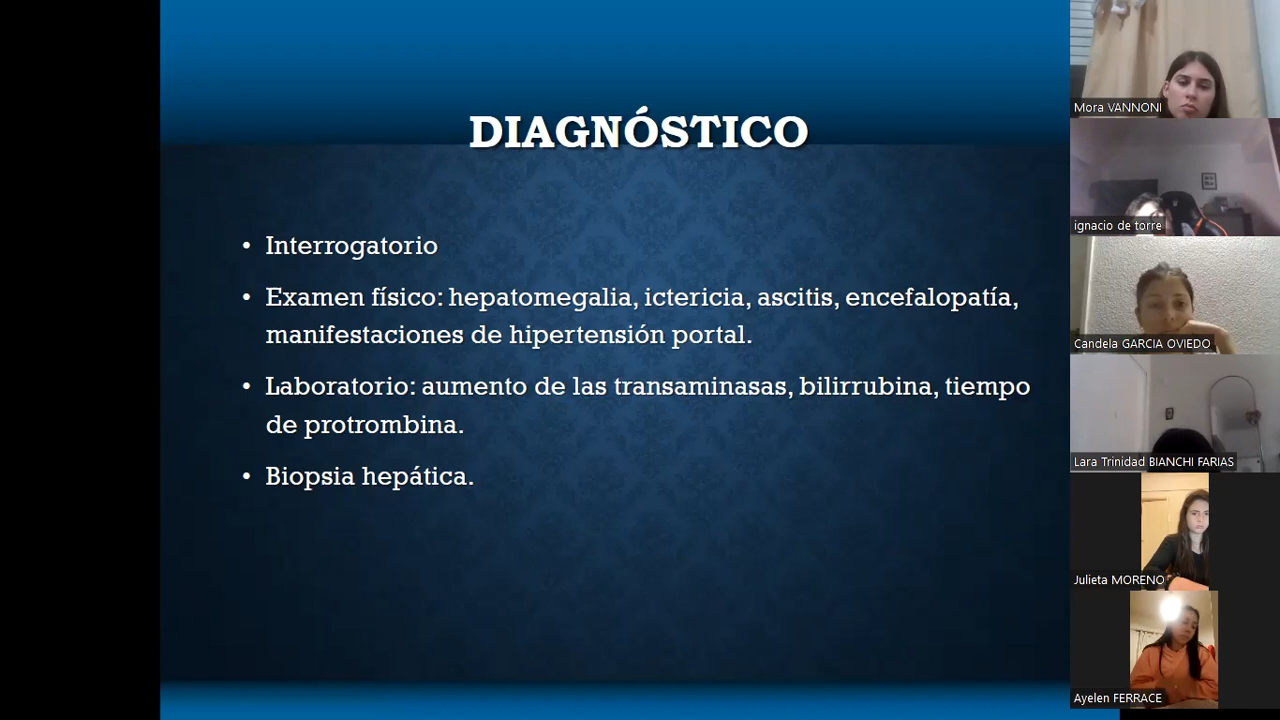 DIAGNÓSTICO
• Interrogatorio
• Examen físico: hepatomegalia, ictericia, ascitis, encefalopatía,
manifestaciones de hipertensión portal.
• Laboratorio: aumento de las transaminasas, bilirrubina, tiempo
de protrombina.
• Biopsia hepática.
Mora VANNONI
ignacio de torre
Candela GARCIA OVIEDO
Lara Trinidad BIANCHI FARIAS
Julieta MORENO
Ayelen FERRACE